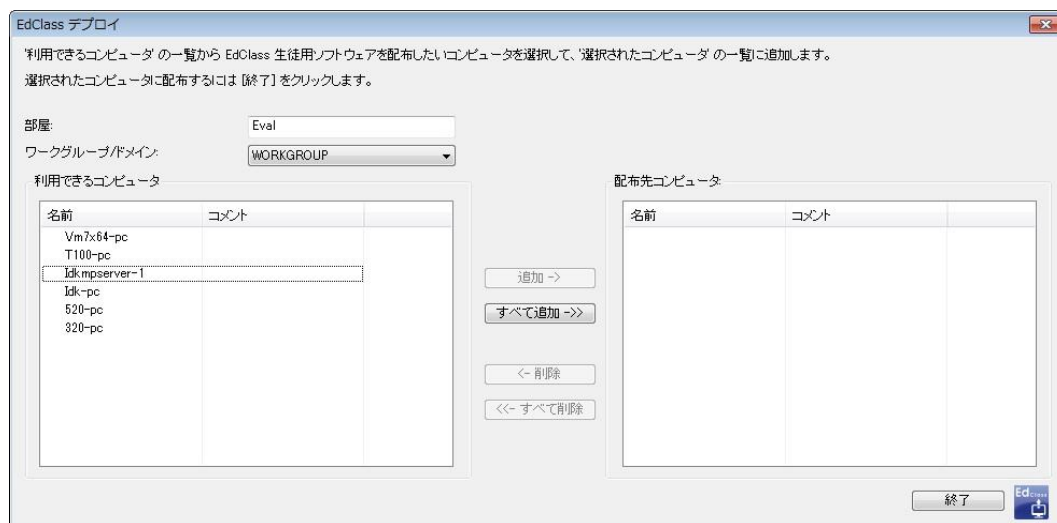 EdClass デプロイ
'利用できるコンピュータ' の一覧から EdClass 生徒用ソフトウェアを配布したいコンピュータを選択して、'選択されたコンピュータ' の一覧に追加します。
選択されたコンピュータに配布するには [終了] をクリックします。
部屋:
Eval
ワークグループ/ドメイン:
WORKGROUP
利用できるコンピュータ
名前
コメント
Vm7x64-pc
T100-pc
Idkmpserver-1
Idk-pc
520-pc
320-pc
追加 ->
すべて追加 ->>
<- 削除
<<- すべて削除
配布先コンピュータ
名前
コメント
終了
EdClass